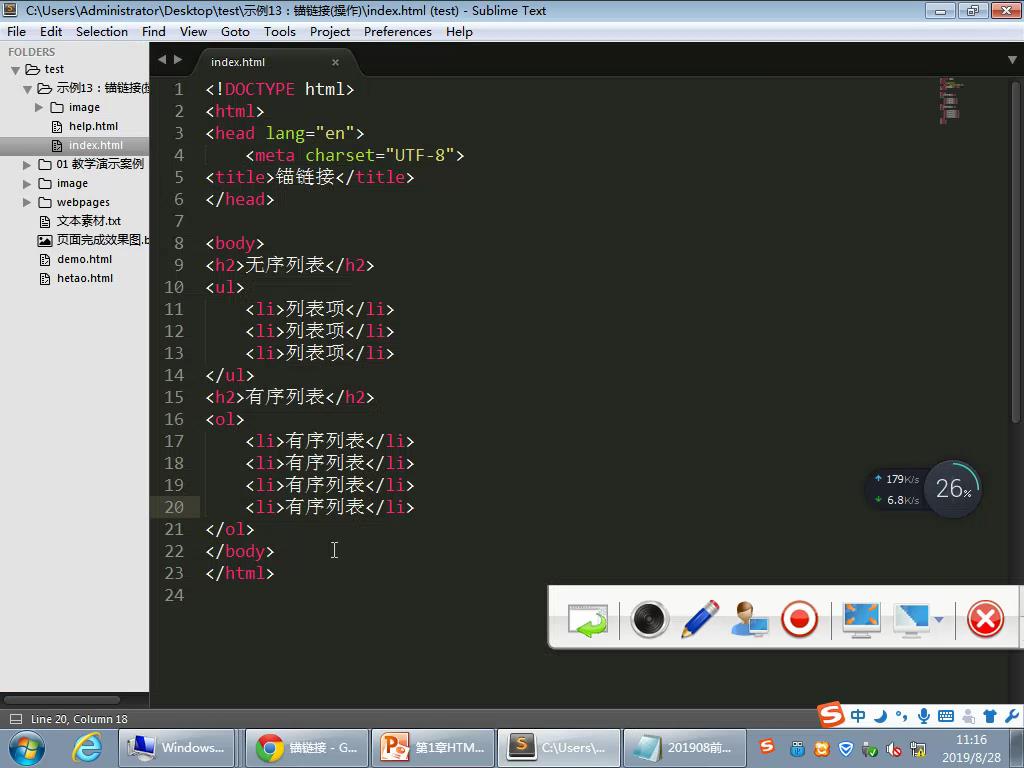 C:\Users\Administrator\Desktop\test\示例13：锚链接(操作)\index.html (test) - Sublime Text
File Edit Selection Find View Goto Tools Project Preferences Help
FOLDERS
test
示例13：锚链接(
image
help.html
index.html
01 教学演示案例
image
webpages
文本素材.txt
页面完成效果图.b
demo.html
hetao.html
index.html ×
1 <!DOCTYPE html>
2 <html>
3 <head lang="en">
4 <meta charset="UTF-8">
5 <title>锚链接</title>
6 </head>
7
8 <body>
9 <h2>无序列表</h2>
10 <ul>
11 <li>列表项</li>
12 <li>列表项</li>
13 <li>列表项</li>
14 </ul>
15 <h2>有序列表</h2>
16 <ol>
17 <li>有序列表</li>
18 <li>有序列表</li>
19 <li>有序列表</li>
20 <li>有序列表</li>
21 </ol>
22 </body>
23 </html>
24
179K/s
6.8K/s
26%
Line 20, Column 18
中
Windows...
锚链接 - G...
第1章HTM...
C:\Users\...
201908前...
11:16
2019/8/28